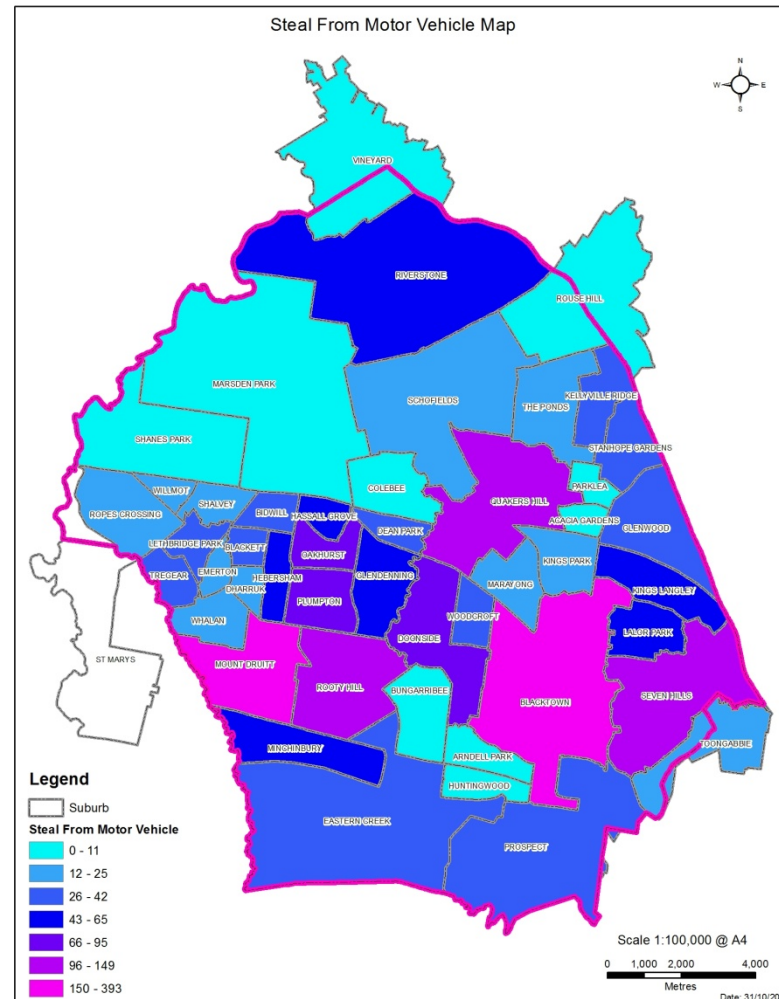 Steal From Motor Vehicle Map
N
W E
S
VINEYARD
RIVERSTONE
ROUSE HILL
MARSDEN PARK
SCHOFIELDS
THE PONDS
KELLYVILLE RIDGE
SHANES PARK
STANHOPE GARDENS
COLEBEE
PARKLEA
QUAKERS HILL
WILLMOT
SHALVEY
ROPES CROSSING
BIDWILL
HASSALL GROVE
ACACIA GARDENS
GLENWOOD
DEAN PARK
LETHBRIDGE PARK
BLACKETT
OAKHURST
KINGS PARK
TREGEAR
EMERTON
HEBERSHAM
GLENDENNING
MARAYONG
DHARRUK
KINGS LANGLEY
PLUMPTON
WHALAN
WOODCROFT
DOONSIDE
LALOR PARK
ST MARYS
MOUNT DRUITT
ROOTY HILL
BUNGARRIBEE
SEVEN HILLS
BLACKTOWN
MINCHINBURY
TOONGABBIE
ARNDELL PARK
HUNTINGWOOD
EASTERN CREEK
PROSPECT
Legend
Suburb
Steal From Motor Vehicle
0 - 11
12 - 25
26 - 42
43 - 65
66 - 95
96 - 149
150 - 393
Scale 1:100,000 @ A4
0 1,000 2,000 4,000
Metres
Date: 31/10/20